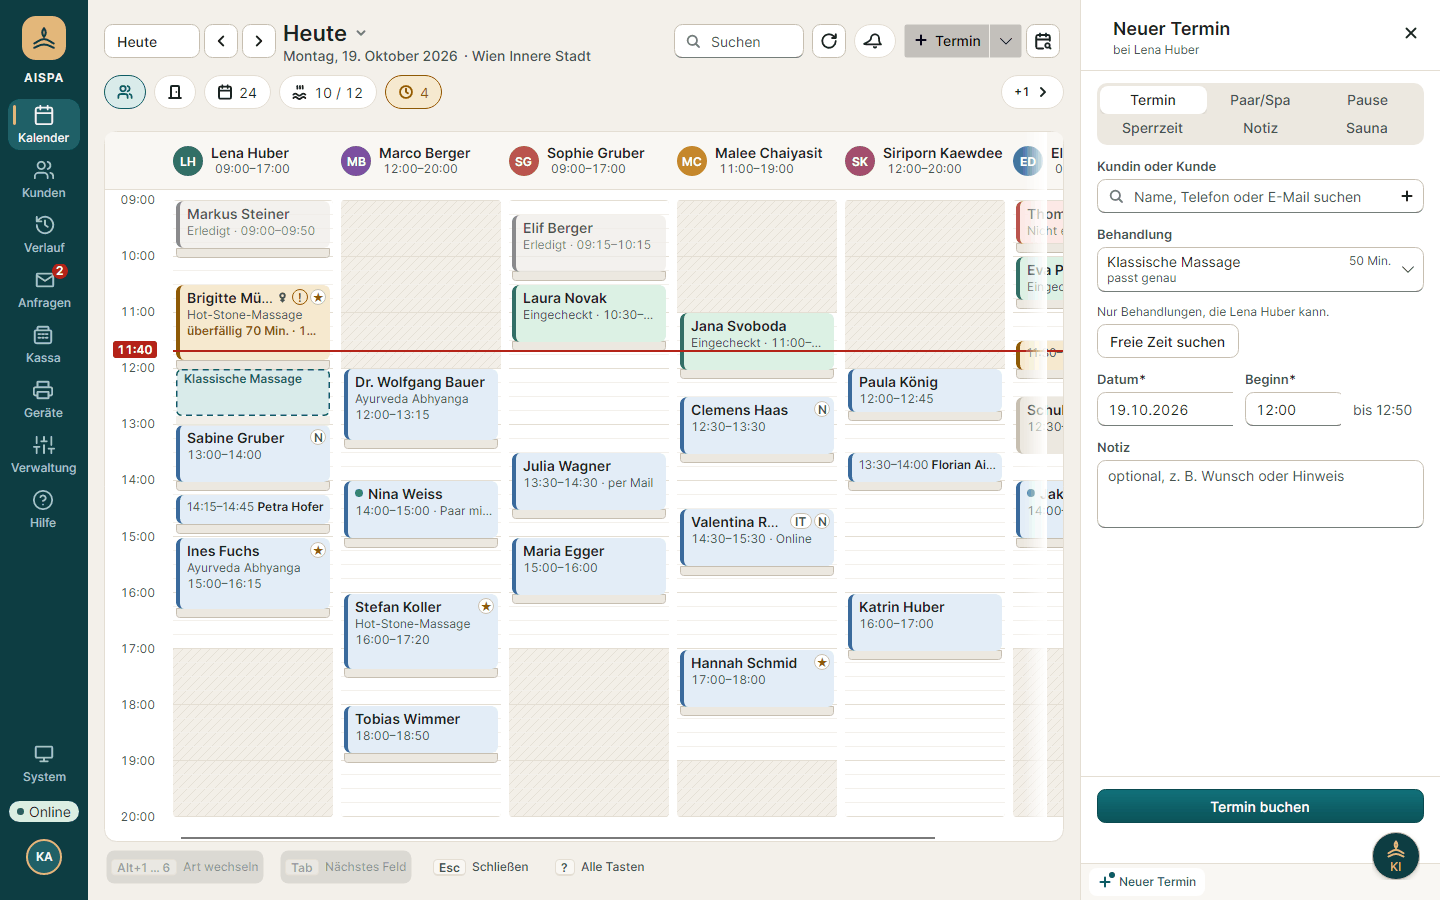 AISPA
Kalender
Kunden
Verlauf
2
Anfragen
Kassa
Geräte
Verwaltung
Hilfe
System
Online
KA
Heute
Heute
Montag, 19. Oktober 2026 · Wien Innere Stadt
Suchen
Termin
24
10 / 12
4
+1
LH
Lena Huber
09:00–17:00
MB
Marco Berger
12:00–20:00
SG
Sophie Gruber
09:00–17:00
MC
Malee Chaiyasit
11:00–19:00
SK
Siriporn Kaewdee
12:00–20:00
ED
09:00
10:00
11:00
11:40
12:00
13:00
14:00
15:00
16:00
17:00
18:00
19:00
20:00
Markus Steiner
Erledigt · 09:00–09:50
Brigitte Mü…
Hot-Stone-Massage
überfällig 70 Min. · 1…
Klassische Massage
Sabine Gruber
N
13:00–14:00
14:15–14:45 Petra Hofer
Ines Fuchs
Ayurveda Abhyanga
15:00–16:15
Dr. Wolfgang Bauer
Ayurveda Abhyanga
12:00–13:15
Nina Weiss
14:00–15:00 · Paar mi…
Stefan Koller
Hot-Stone-Massage
16:00–17:20
Tobias Wimmer
18:00–18:50
Elif Berger
Erledigt · 09:15–10:15
Laura Novak
Eingecheckt · 10:30–…
Julia Wagner
13:30–14:30 · per Mail
Maria Egger
15:00–16:00
Jana Svoboda
Eingecheckt · 11:00–…
Clemens Haas
N
12:30–13:30
Valentina R…
IT
N
14:30–15:30 · Online
Hannah Schmid
17:00–18:00
Paula König
12:00–12:45
13:30–14:00 Florian Ai…
Katrin Huber
16:00–17:00
Alt+1 … 6
Art wechseln
Tab
Nächstes Feld
Esc
Schließen
?
Alle Tasten
Neuer Termin
bei Lena Huber
Termin
Paar/Spa
Pause
Sperrzeit
Notiz
Sauna
Kundin oder Kunde
Name, Telefon oder E-Mail suchen
Behandlung
Klassische Massage
50 Min.
passt genau
Nur Behandlungen, die Lena Huber kann.
Freie Zeit suchen
Datum*
Beginn*
19.10.2026
12:00
bis 12:50
Notiz
optional, z. B. Wunsch oder Hinweis
Termin buchen
KI
Neuer Termin